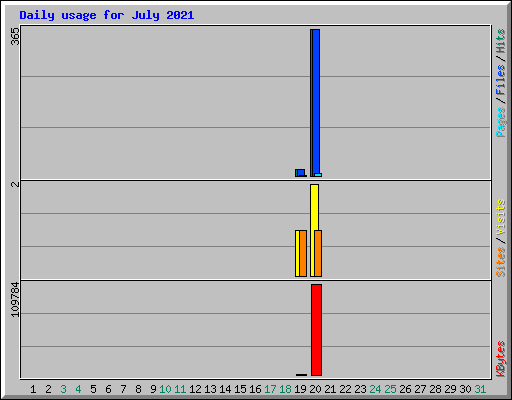 Daily usage for July 2021
365
2
109784
Pages/Files/Hits
Sites/Visits
KBytes
1 2 3 4 5 6 7 8 9 10 11 12 13 14 15 16 17 18 19 20 21 22 23 24 25 26 27 28 29 30 31